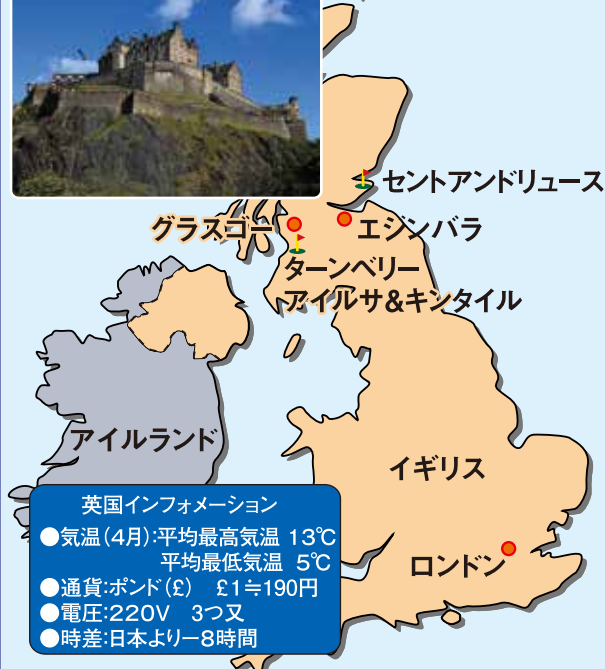 セントアンドリュース
グラスゴー
エジンバラ
ターンベリー
アイルサ&キンタイル
アイルランド
イギリス
ロンドン
英国インフォメーション
●気温(4月):平均最高気温 13℃
平均最低気温 5℃
●通貨:ポンド(£) £1≒190円
●電圧:220V 3つ又
●時差:日本より−8時間